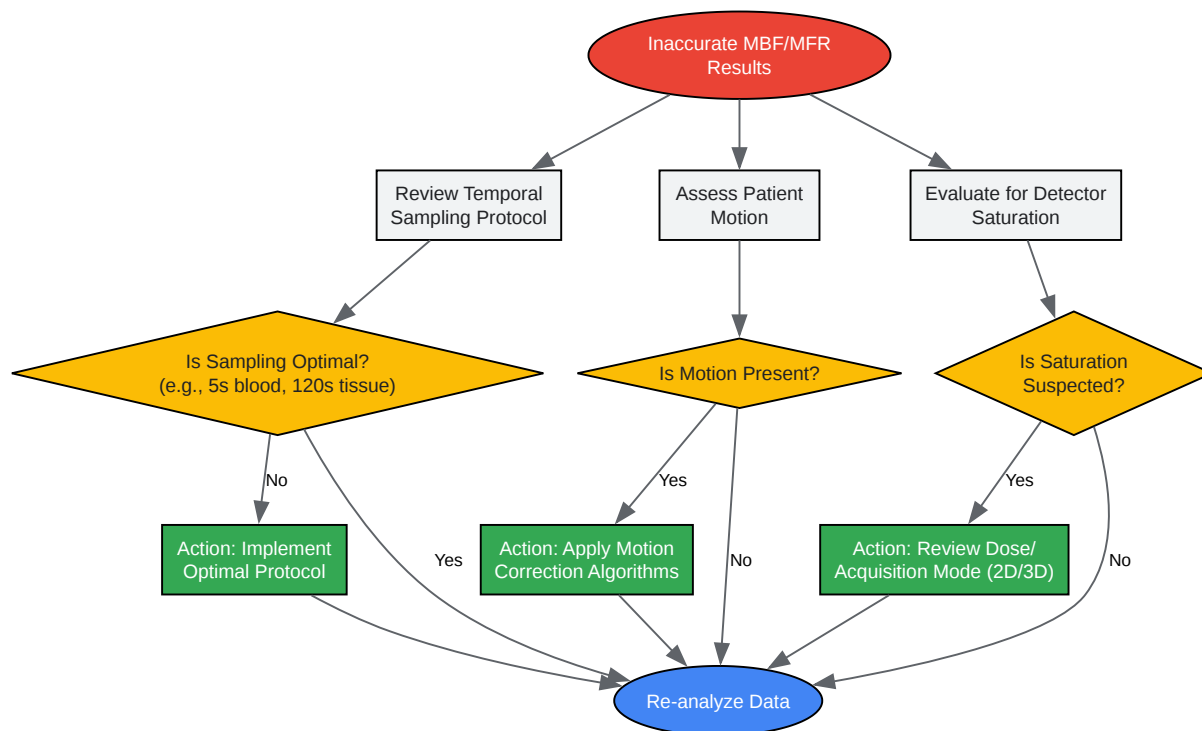 Inaccurate MBF/MFR
Results
Review Temporal
Sampling Protocol
Assess Patient
Motion
Evaluate for Detector
Saturation
Is Sampling Optimal?
(e.g., 5s blood, 120s tissue)
Is Motion Present?
Is Saturation
Suspected?
No
Yes
Yes
Action: Implement
Optimal Protocol
Yes
Action: Apply Motion
Correction Algorithms
No
Action: Review Dose/
Acquisition Mode (2D/3D)
No
Re-analyze Data